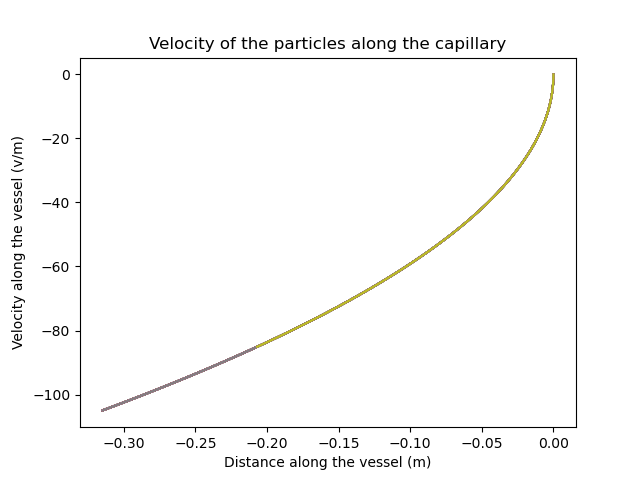 Velocity of the particles along the capillary
Velocity along the vessel (v/m)
0
−20
−40
−60
−80
−100
−0.30 −0.25 −0.20 −0.15 −0.10 −0.05 0.00
Distance along the vessel (m)